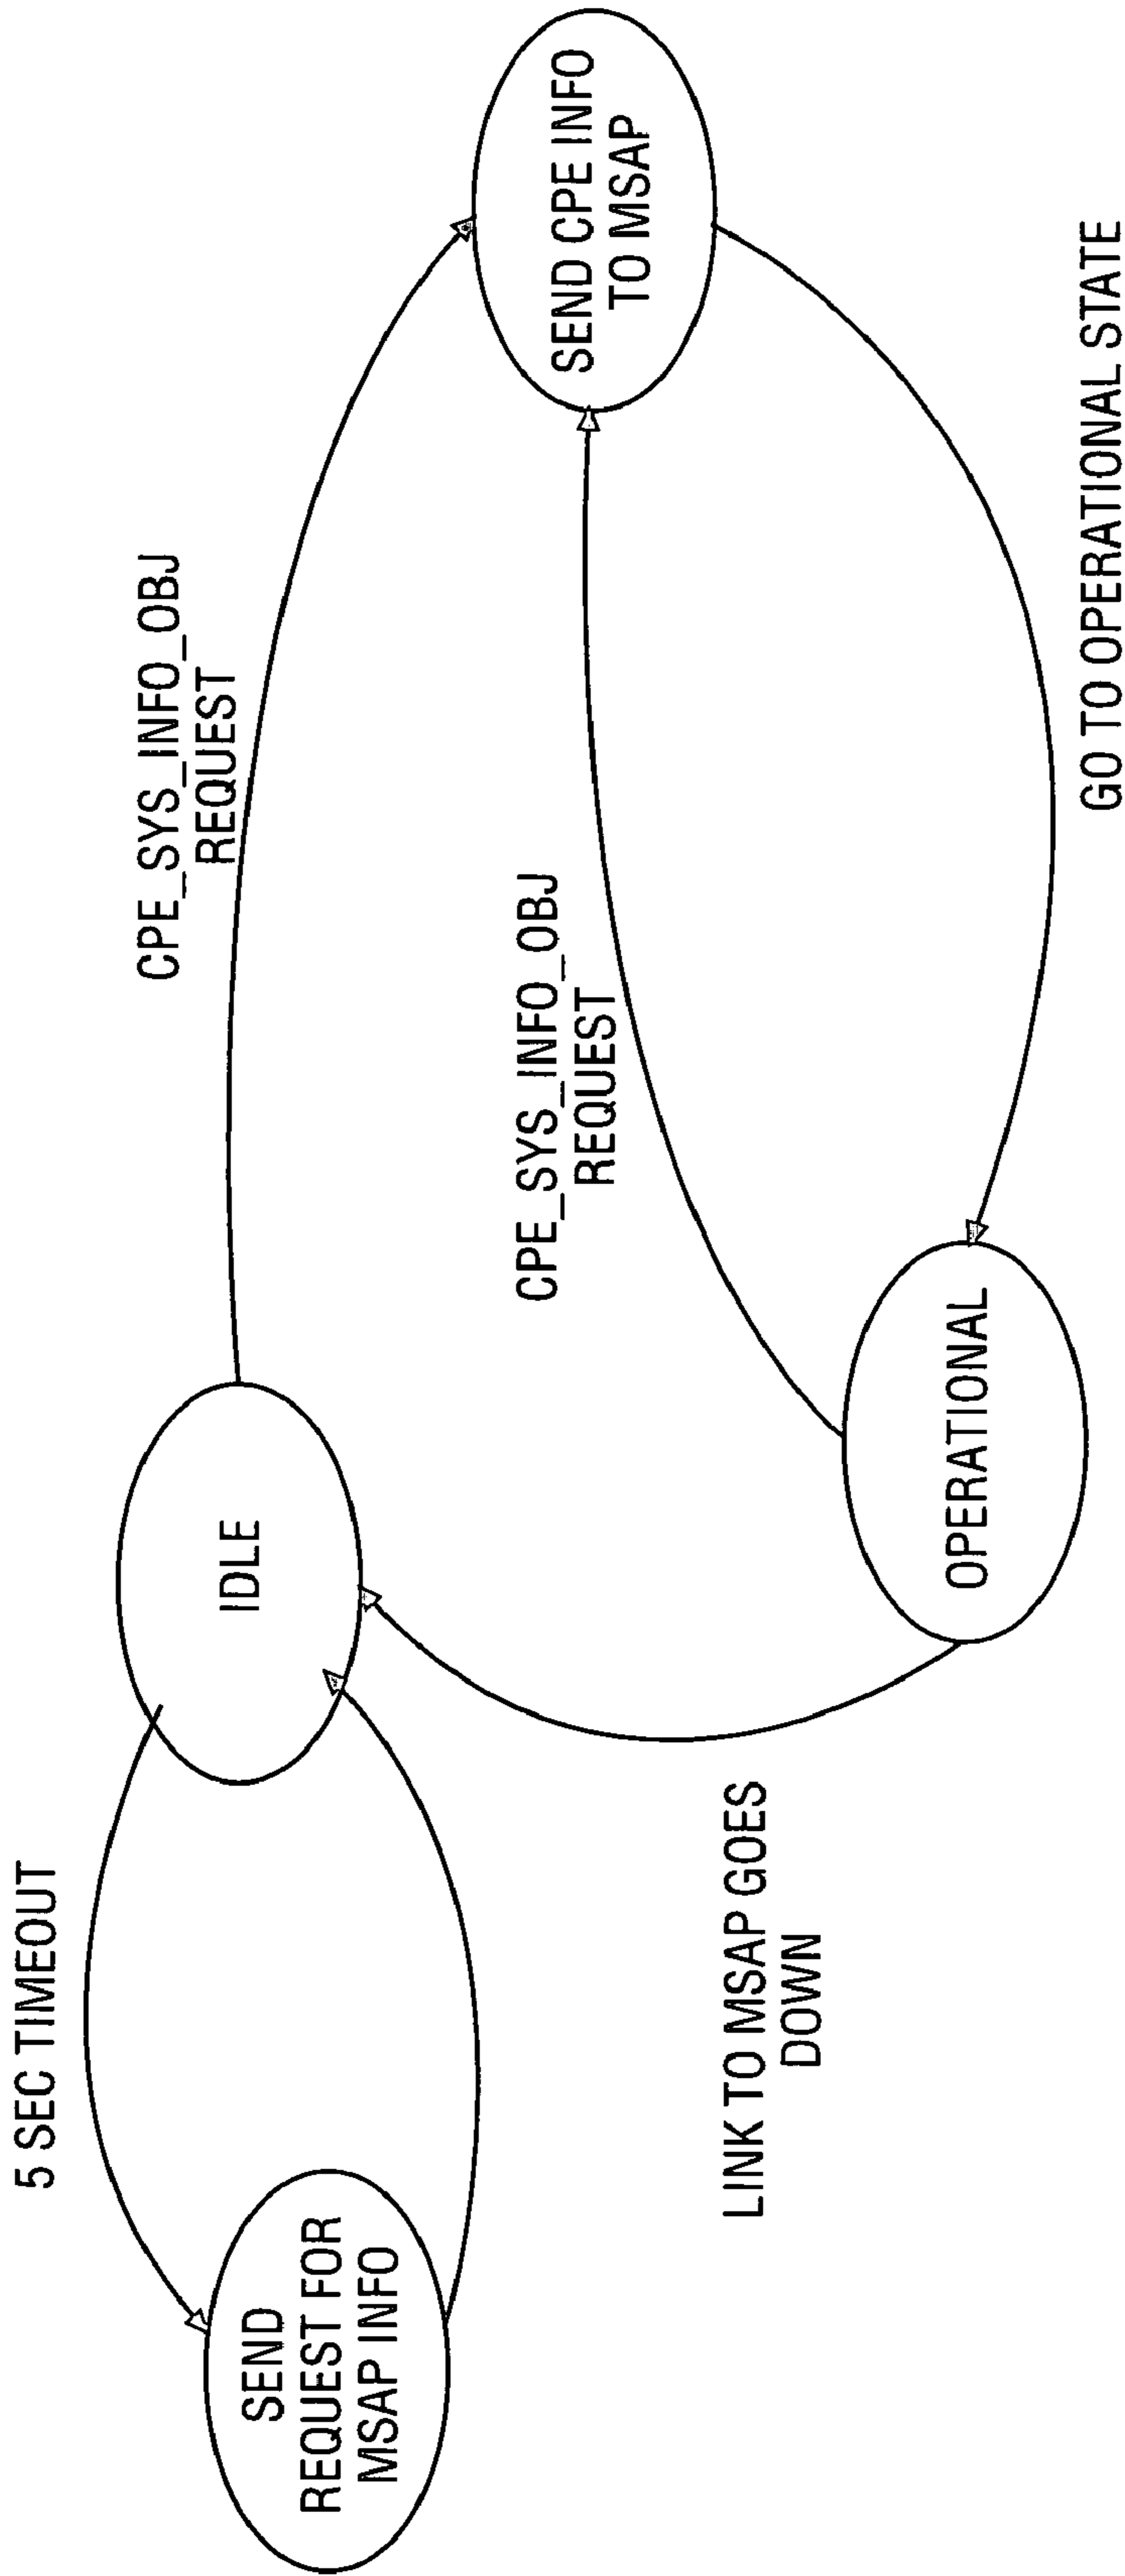 5 SEC TIMEOUT
SEND
REQUEST FOR
MSAP INFO
IDLE
CPE_SYS_INFO_OBJ
REQUEST
LINK TO MSAP GOES
DOWN
CPE_SYS_INFO_OBJ
REQUEST
SEND CPE INFO
TO MSAP
OPERATIONAL
GO TO OPERATIONAL STATE